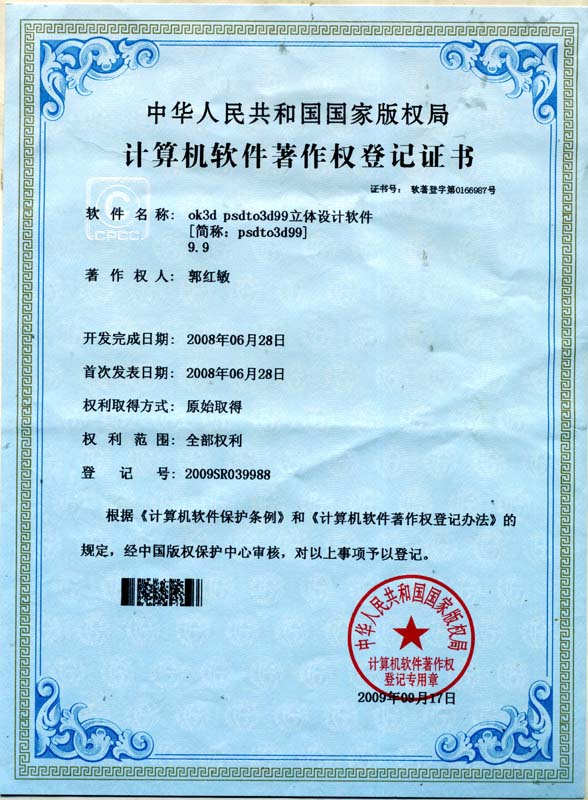 中华人民共和国国家版权局
计算机软件著作权登记证书
证书号： 软著登字第0166987号
CPCC
软件名称： ok3d psdto3d99立体设计软件
[简称：psdto3d99]
9.9
著作权人： 郭红敏
开发完成日期： 2008年06月28日
首次发表日期： 2008年06月28日
权利取得方式： 原始取得
权利范围： 全部权利
登记号： 2009SR039988
根据《计算机软件保护条例》和《计算机软件著作权登记办法》的
规定，经中国版权保护中心审核，对以上事项予以登记。
中华人民共和国国家版权局
计算机软件著作权
登记专用章
2009年09月17日